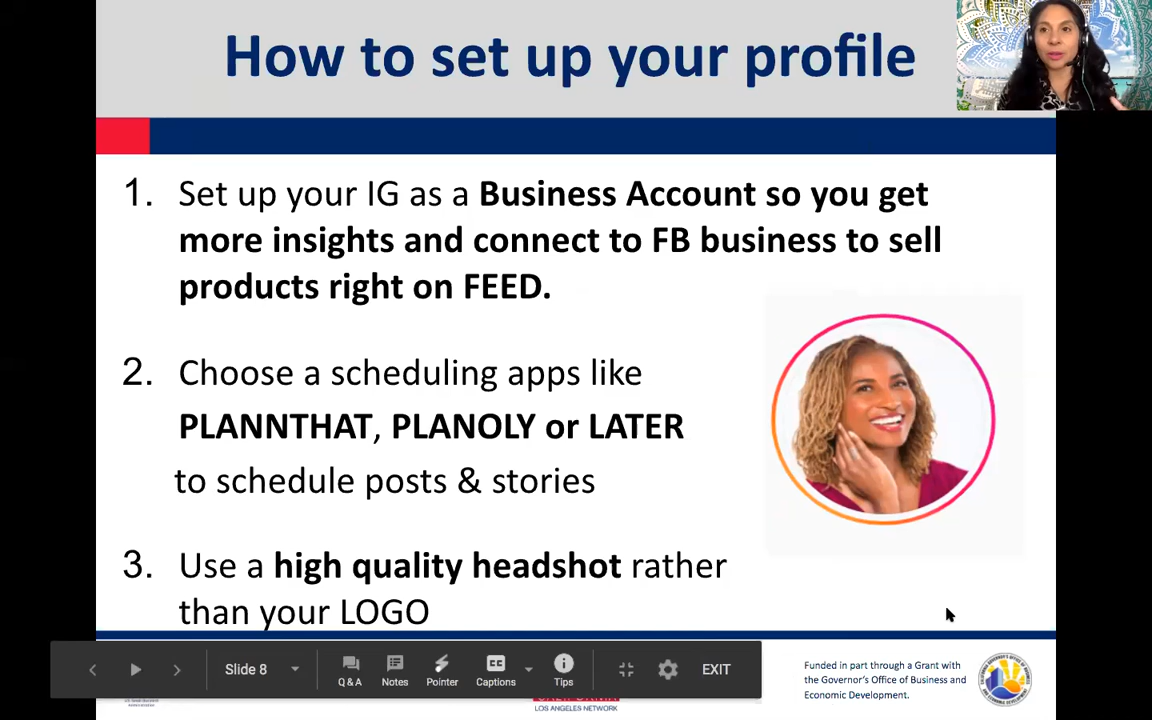 How to set up your profile
1. Set up your IG as a Business Account so you get
more insights and connect to FB business to sell
products right on FEED.
2. Choose a scheduling apps like
PLANNTHAT, PLANOLY or LATER
to schedule posts & stories
3. Use a high quality headshot rather
than your LOGO
Slide 8
Q&A
Notes
Pointer
CC
Captions
Tips
EXIT
LOS ANGELES NETWORK
Funded in part through a Grant with
the Governor's Office of Business and
Economic Development.